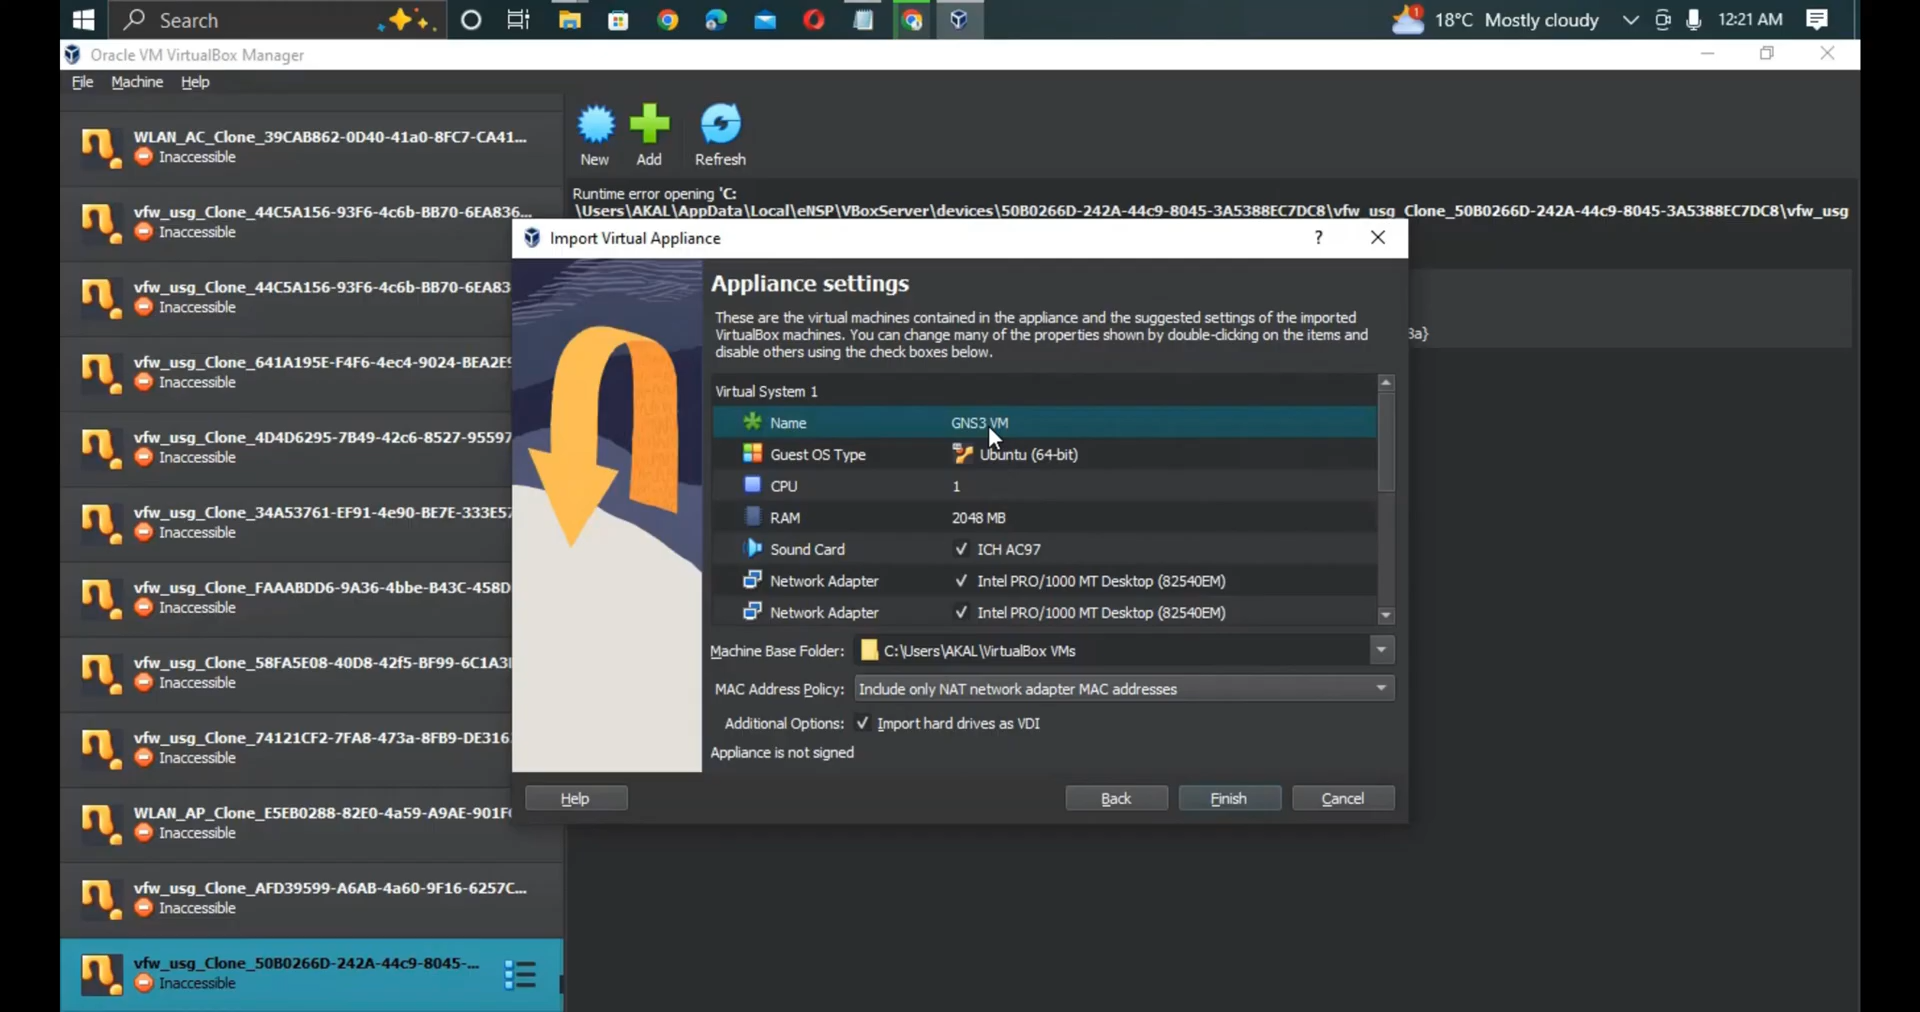 Search
18°C Mostly cloudy
12:21 AM
Oracle VM VirtualBox Manager
File Machine Help
WLAN_AC_Clone_39CAB862-0D40-41a0-8FC7-CA41...
Inaccessible
vfw_usg_Clone_44C5A156-93F6-4c6b-BB70-6EA836...
Inaccessible
vfw_usg_Clone_44C5A156-93F6-4c6b-BB70-6EA83
Inaccessible
vfw_usg_Clone_641A195E-F4F6-4ec4-9024-BEA2E9
Inaccessible
vfw_usg_Clone_4D4D6295-7B49-42c6-8527-95597
Inaccessible
vfw_usg_Clone_34A53761-EF91-4e90-BE7E-333E57
Inaccessible
vfw_usg_Clone_FAAABDD6-9A36-4bbe-B43C-458D
Inaccessible
vfw_usg_Clone_58FA5E08-40D8-42f5-BF99-6C1A3
Inaccessible
vfw_usg_Clone_74121CF2-7FA8-473a-8FB9-DE316
Inaccessible
WLAN_AP_Clone_E5EB0288-82E0-4a59-A9AE-901F
Inaccessible
vfw_usg_Clone_AFD39599-A6AB-4a60-9F16-6257C...
Inaccessible
vfw_usg_Clone_50B0266D-242A-44c9-8045-...
Inaccessible
New Add Refresh
Runtime error opening 'C:
\Users\AKAL\AppData\Local\eNSP\VBoxServer\devices\50B0266D-242A-44c9-8045-3A5388EC7DC8\vfw_usg_Clone_50B0266D-242A-44c9-8045-3A5388EC7DC8\vfw_usg
3a}
Import Virtual Appliance
?
Appliance settings
These are the virtual machines contained in the appliance and the suggested settings of the imported
VirtualBox machines. You can change many of the properties shown by double-clicking on the items and
disable others using the check boxes below.
Virtual System 1
Name GNS3 VM
Guest OS Type Ubuntu (64-bit)
CPU 1
RAM 2048 MB
Sound Card ICH AC97
Network Adapter Intel PRO/1000 MT Desktop (82540EM)
Network Adapter Intel PRO/1000 MT Desktop (82540EM)
Machine Base Folder: C:\Users\AKAL\VirtualBox VMs
MAC Address Policy: Include only NAT network adapter MAC addresses
Additional Options: Import hard drives as VDI
Appliance is not signed
Help Back Finish Cancel